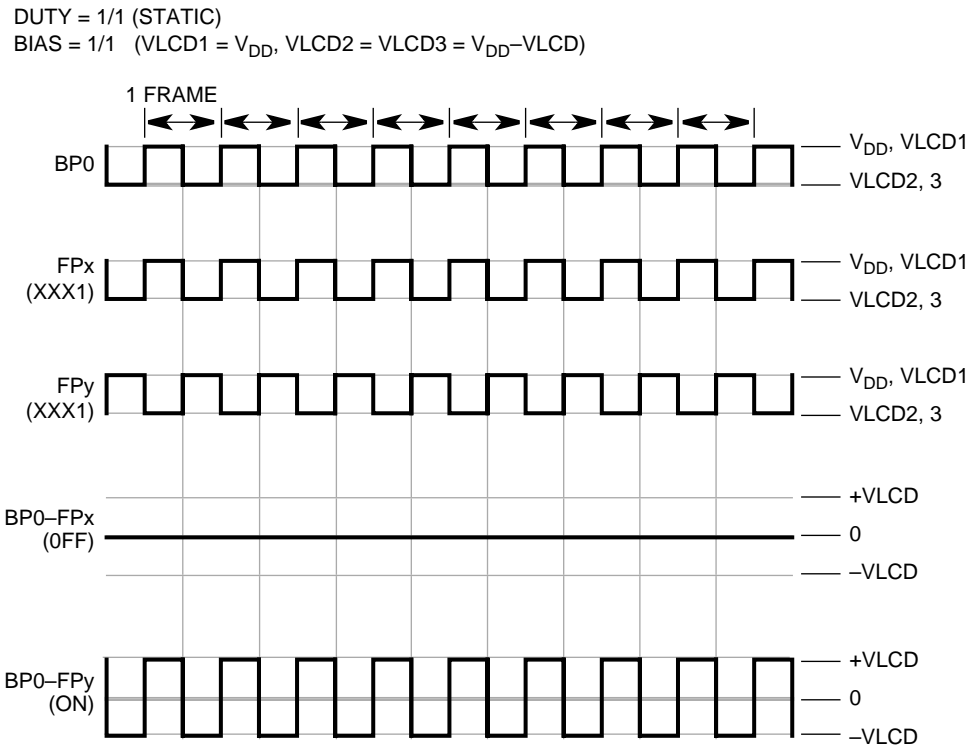 DUTY = 1/1 (STATIC)
BIAS = 1/1 (VLCD1 = VDD, VLCD2 = VLCD3 = VDD–VLCD)
1 FRAME
BP0
VDD, VLCD1
VLCD2, 3
FPx
(XXX1)
VDD, VLCD1
VLCD2, 3
FPy
(XXX1)
VDD, VLCD1
VLCD2, 3
BP0–FPx
(0FF)
+VLCD
0
–VLCD
BP0–FPy
(ON)
+VLCD
0
–VLCD